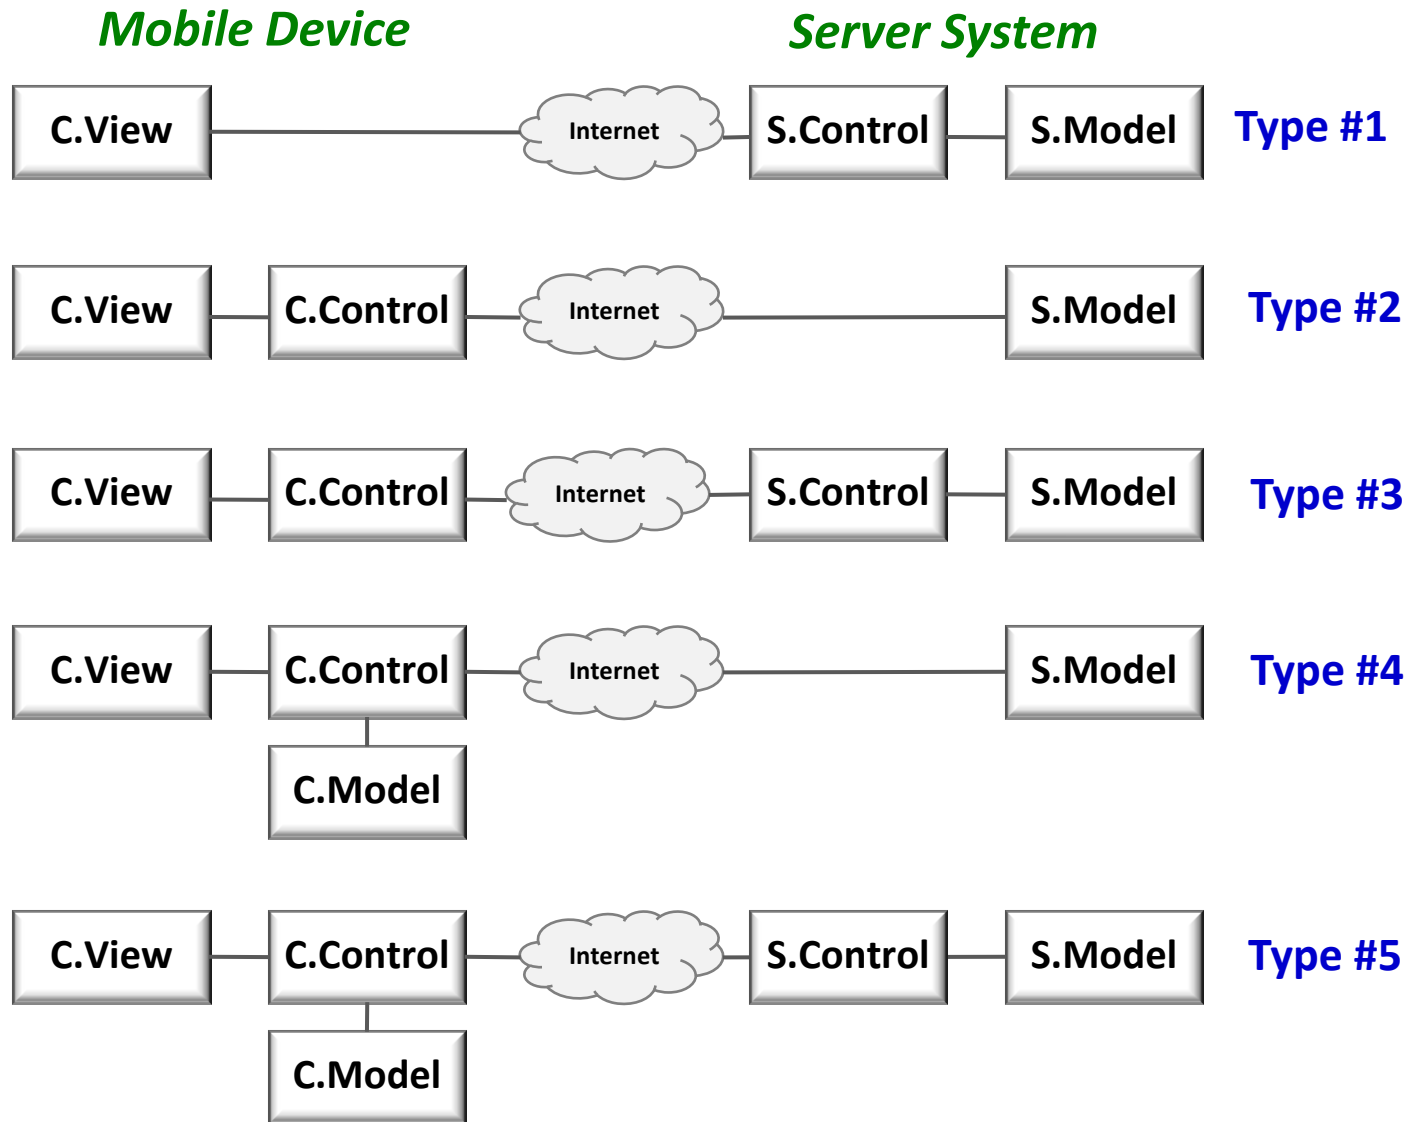 Mobile Device
Server System
C.View
Internet
S.Control
S.Model
Type #1
C.View
C.Control
Internet
S.Model
Type #2
C.View
C.Control
Internet
S.Control
S.Model
Type #3
C.View
C.Control
Internet
S.Model
Type #4
C.Model
C.View
C.Control
Internet
S.Control
S.Model
Type #5
C.Model